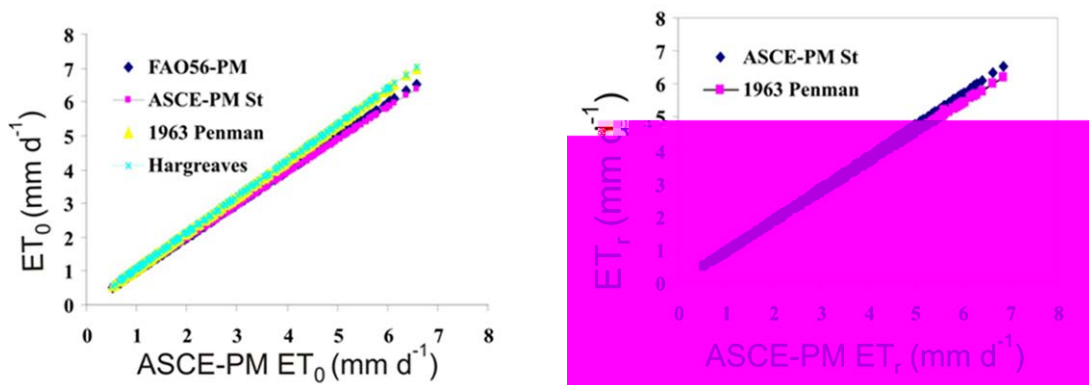 8
7
6
5
4
3
2
1
0
FAO56-PM
ASCE-PM St
1963 Penman
Hargreaves
ET0 (mm d-1)
0 1 2 3 4 5 6 7 8
ASCE-PM ET0 (mm d-1)
8
7
6
5
4
3
2
1
0
ASCE-PM St
1963 Penman
ETr (mm d-1)
0 1 2 3 4 5 6 7 8
ASCE-PM ETr (mm d-1)